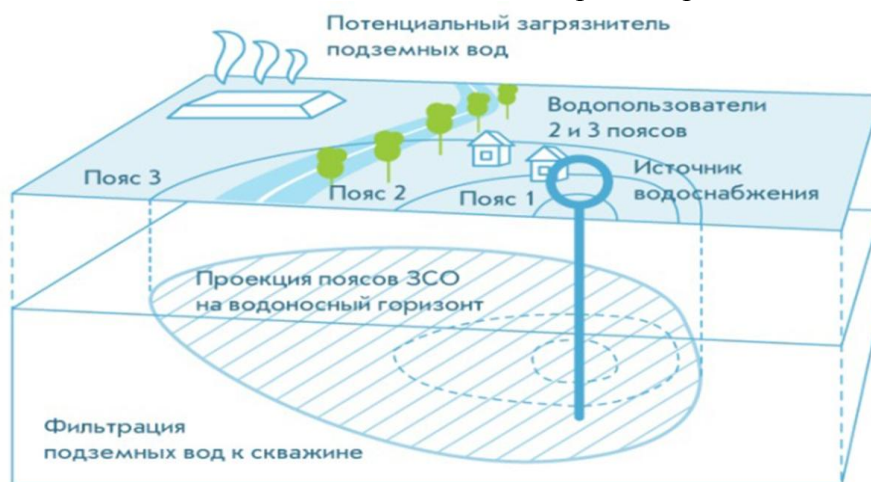 Потенциальный загрязнитель
подземных вод
Водопользователи
2 и 3 поясов
Источник
водоснабжения
Пояс 3
Пояс 2
Пояс 1
Проекция поясов ЗСО
на водоносный горизонт
Фильтрация
подземных вод к скважине